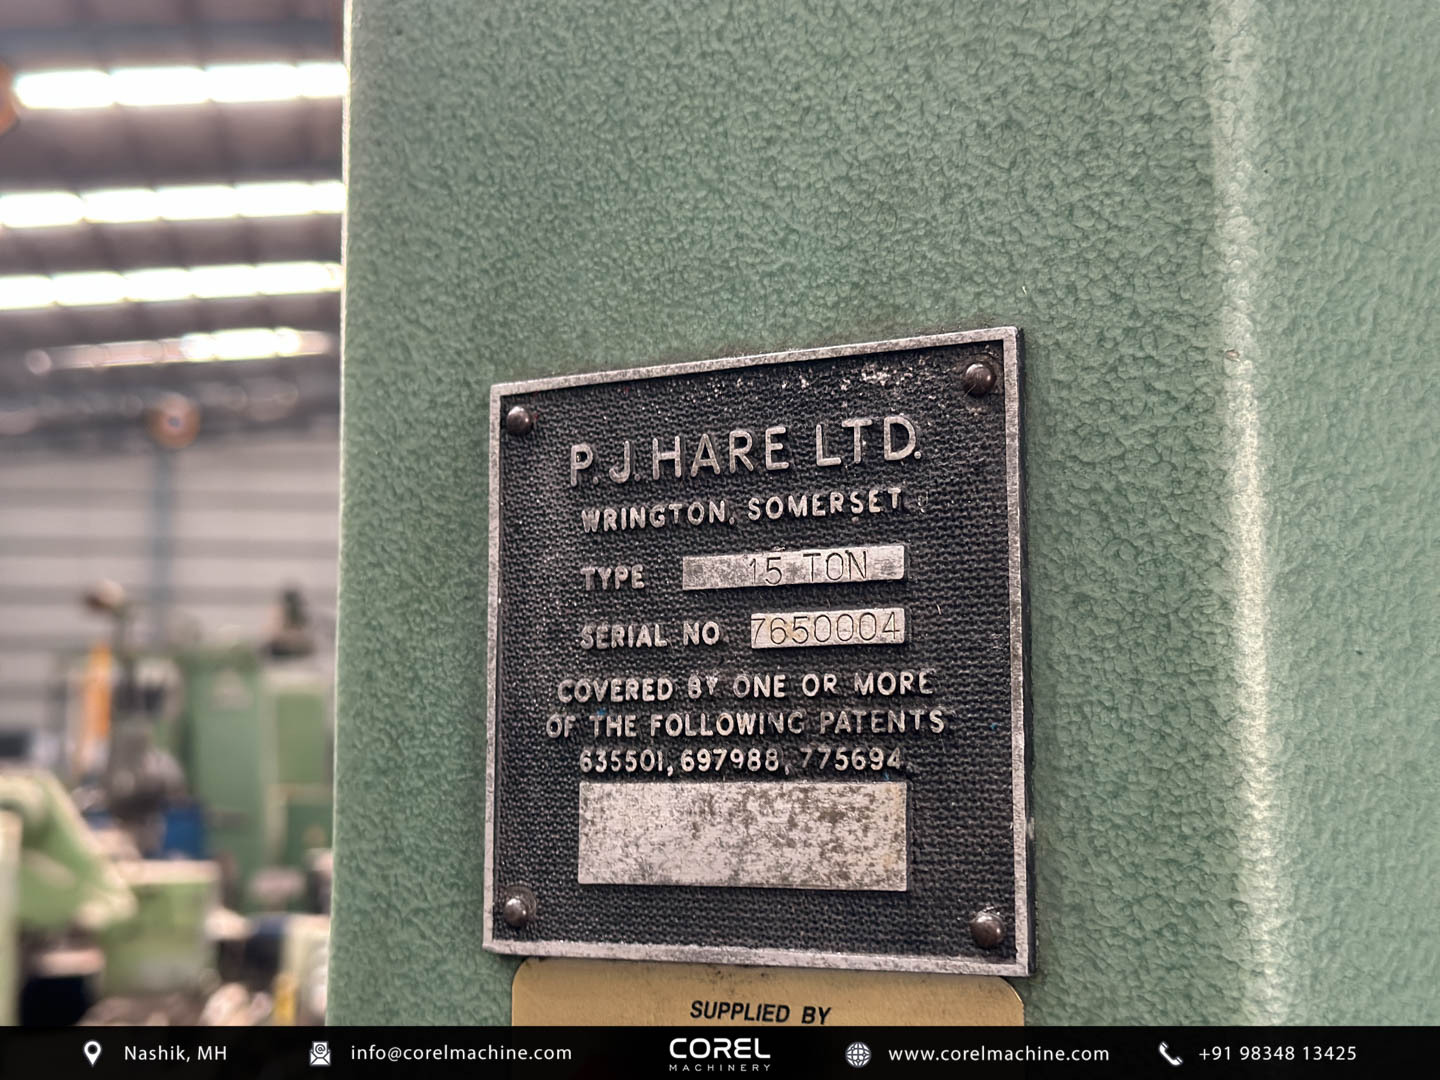 P. J. HARE LTD.
WRINGTON, SOMERSET.
TYPE 15 TON
SERIAL NO 7650004
COVERED BY ONE OR MORE
OF THE FOLLOWING PATENTS
635501, 697988, 775694.
SUPPLIED BY
Nashik, MH
info@corelmachine.com
COREL
MACHINERY
www.corelmachine.com
+91 98348 13425